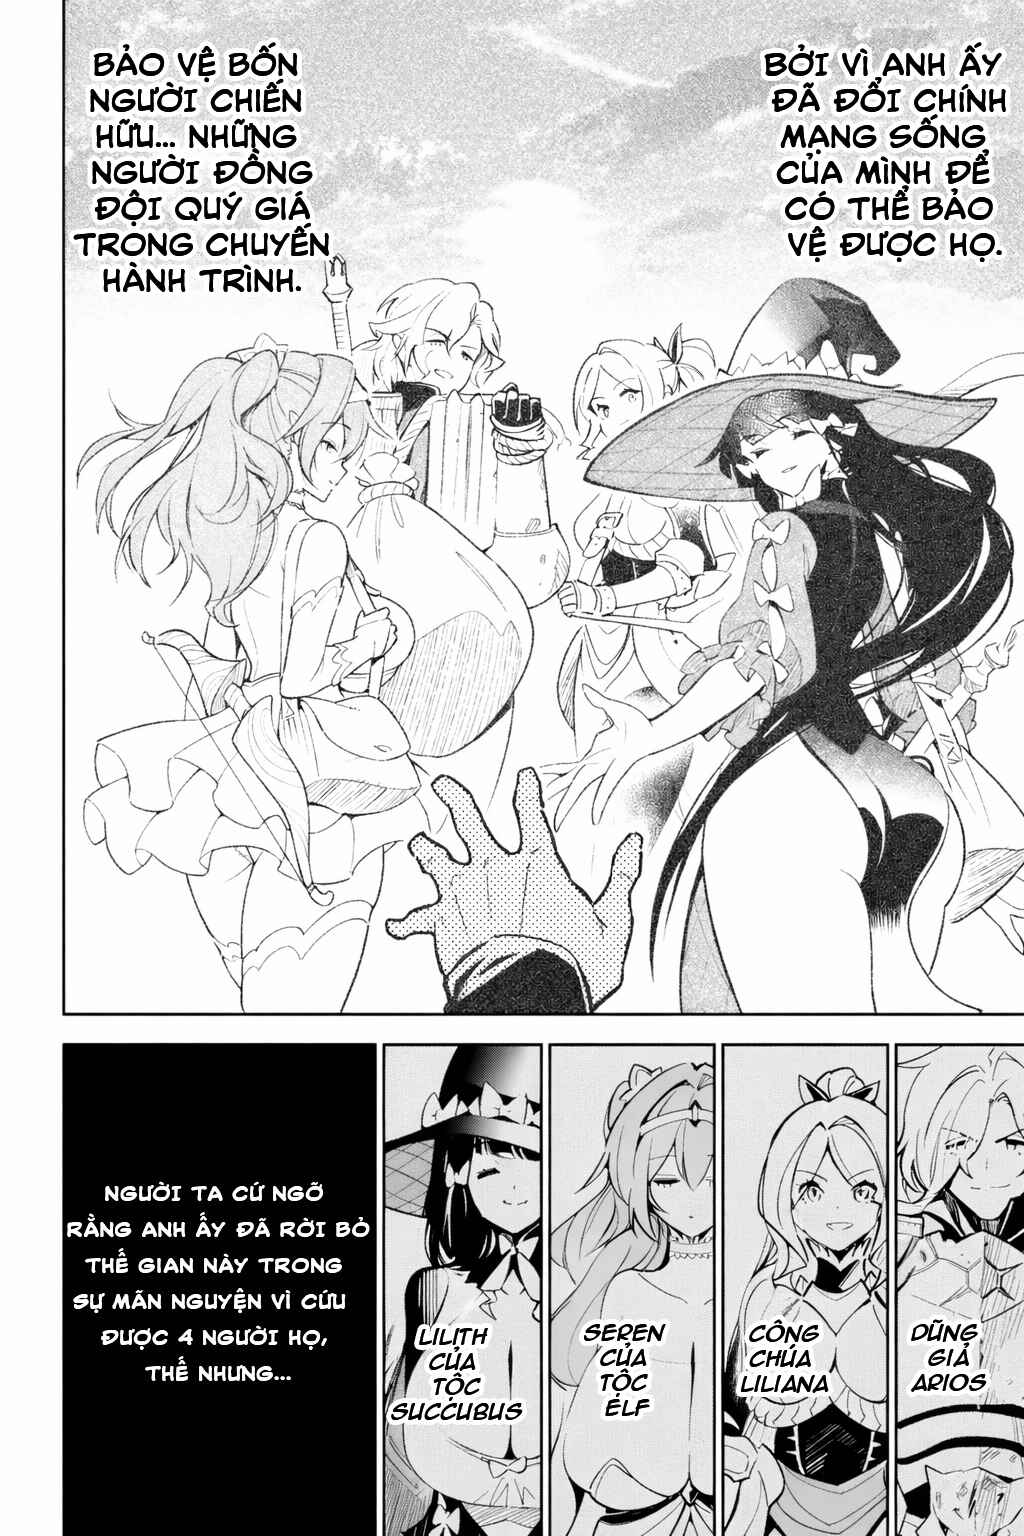 BỞI VÌ ANH ẤY
ĐÃ ĐỔI CHÍNH
MẠNG SỐNG
CỦA MÌNH ĐỂ
CÓ THỂ BẢO
VỆ ĐƯỢC HỌ.
BẢO VỆ BỐN
NGƯỜI CHIẾN
HỮU... NHỮNG
NGƯỜI ĐỒNG
ĐỘI QUÝ GIÁ
TRONG CHUYẾN
HÀNH TRÌNH.
DŨNG
GIẢ
ARIOS
CÔNG
CHÚA
LILIANA
SEREN
CỦA
TỘC
ELF
LILITH
CỦA
TỘC
SUCCUBUS
NGƯỜI TA CỨ NGỠ
RẰNG ANH ẤY ĐÃ RỜI BỎ
THẾ GIAN NÀY TRONG
SỰ MÃN NGUYỆN VÌ CỨU
ĐƯỢC 4 NGƯỜI HỌ,
THẾ NHƯNG...